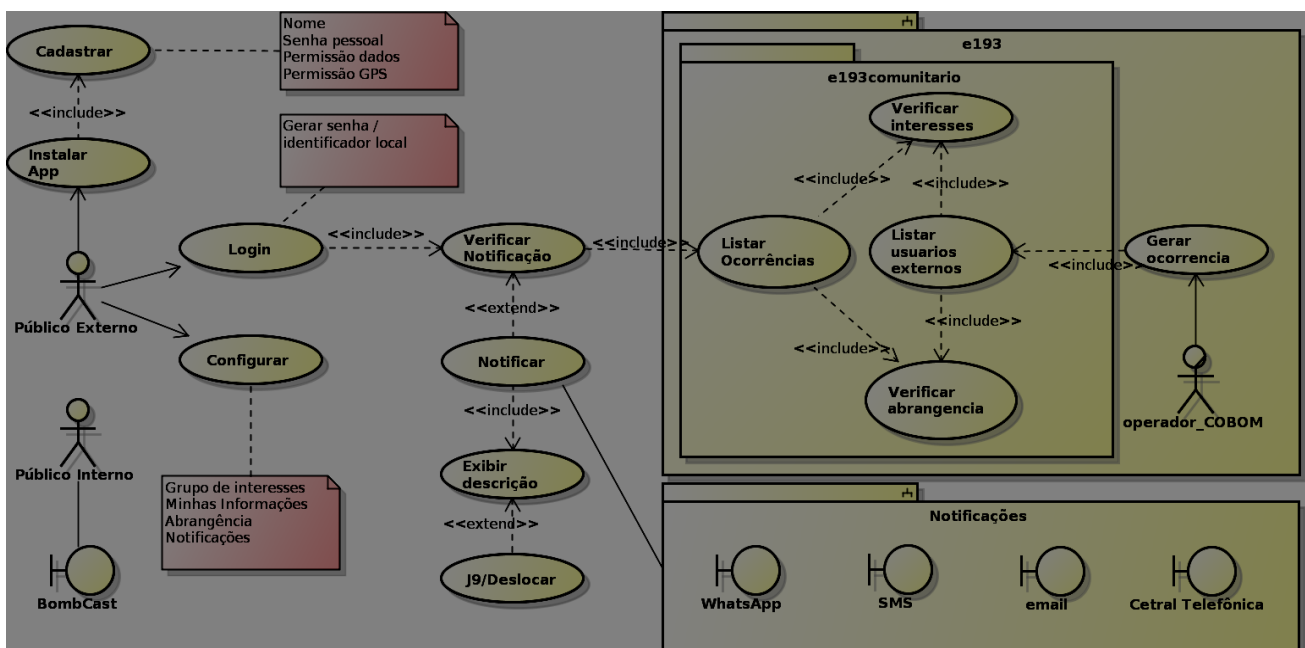 Cadastrar
Nome
Senha pessoal
Permissão dados
Permissão GPS
<<include>>
Instalar
App
Gerar senha /
identificador local
Público Externo
Login
<<include>>
Verificar
Notificação
<<include>>
Configurar
<<extend>>
Notificar
<<include>>
Exibir
descrição
<<extend>>
J9/Deslocar
Grupo de interesses
Minhas Informações
Abrangência
Notificações
Público Interno
BombCast
e193
e193comunitario
Verificar
interesses
<<include>>
<<include>>
Listar
Ocorrências
Listar
usuarios
externos
<<include>>
Gerar
ocorrencia
<<include>>
<<include>>
Verificar
abrangencia
operador_COBOM
Notificações
WhatsApp
SMS
email
Cetral Telefônica